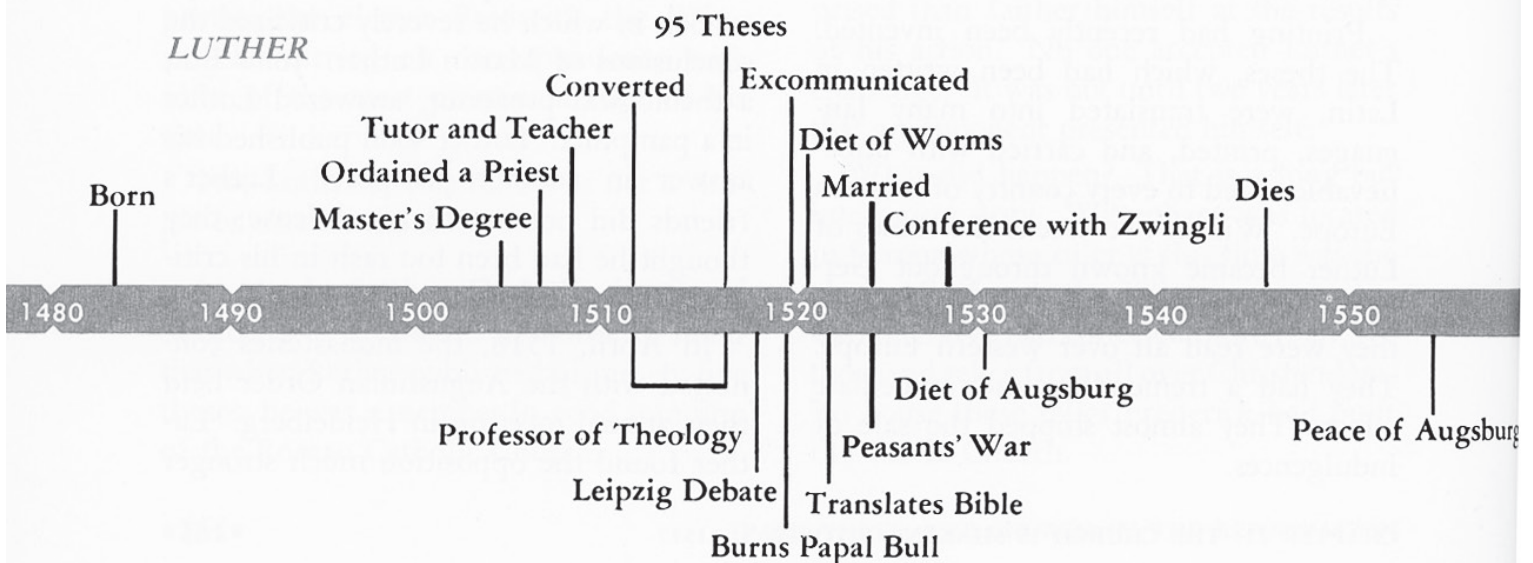 LUTHER
95 Theses
Converted
Excommunicated
Tutor and Teacher
Diet of Worms
Ordained a Priest
Married
Born
Dies
Master's Degree
Conference with Zwingli
1480 1490 1500 1510 1520 1530 1540 1550
Diet of Augsburg
Professor of Theology
Peasants' War
Peace of Augsburg
Leipzig Debate
Translates Bible
Burns Papal Bull